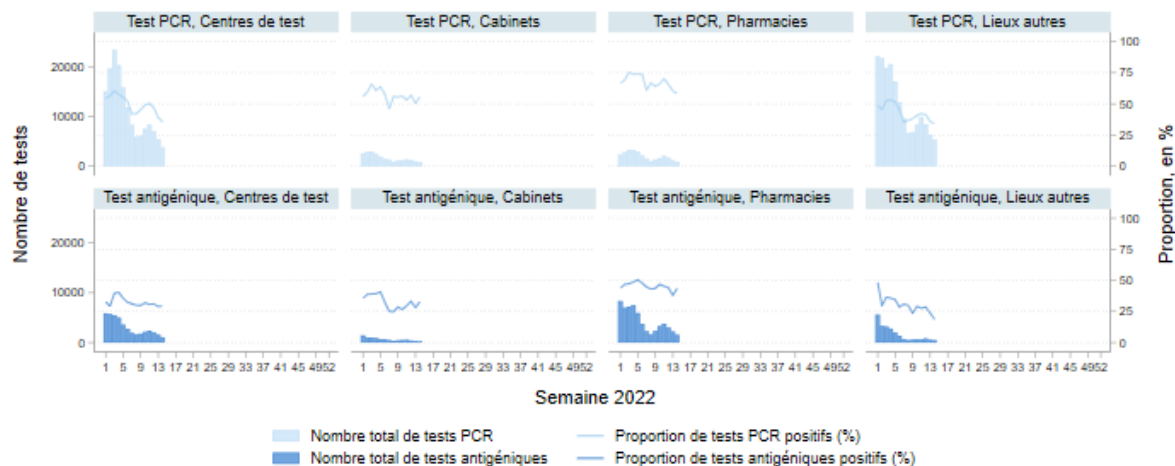 Test PCR, Centres de test
Test PCR, Cabinets
Test PCR, Pharmacies
Test PCR, Lieux autres
20000
10000
0
100
75
50
25
0
Test antigénique, Centres de test
Test antigénique, Cabinets
Test antigénique, Pharmacies
Test antigénique, Lieux autres
20000
10000
0
100
75
50
25
0
Nombre de tests
Proportion, en %
1 5 9 13 17 21 25 29 33 37 41 45 4952
1 5 9 13 17 21 25 29 33 37 41 45 4952
1 5 9 13 17 21 25 29 33 37 41 45 4952
1 5 9 13 17 21 25 29 33 37 41 45 4952
Semaine 2022
Nombre total de tests PCR
Proportion de tests PCR positifs (%)
Nombre total de tests antigéniques
Proportion de tests antigéniques positifs (%)